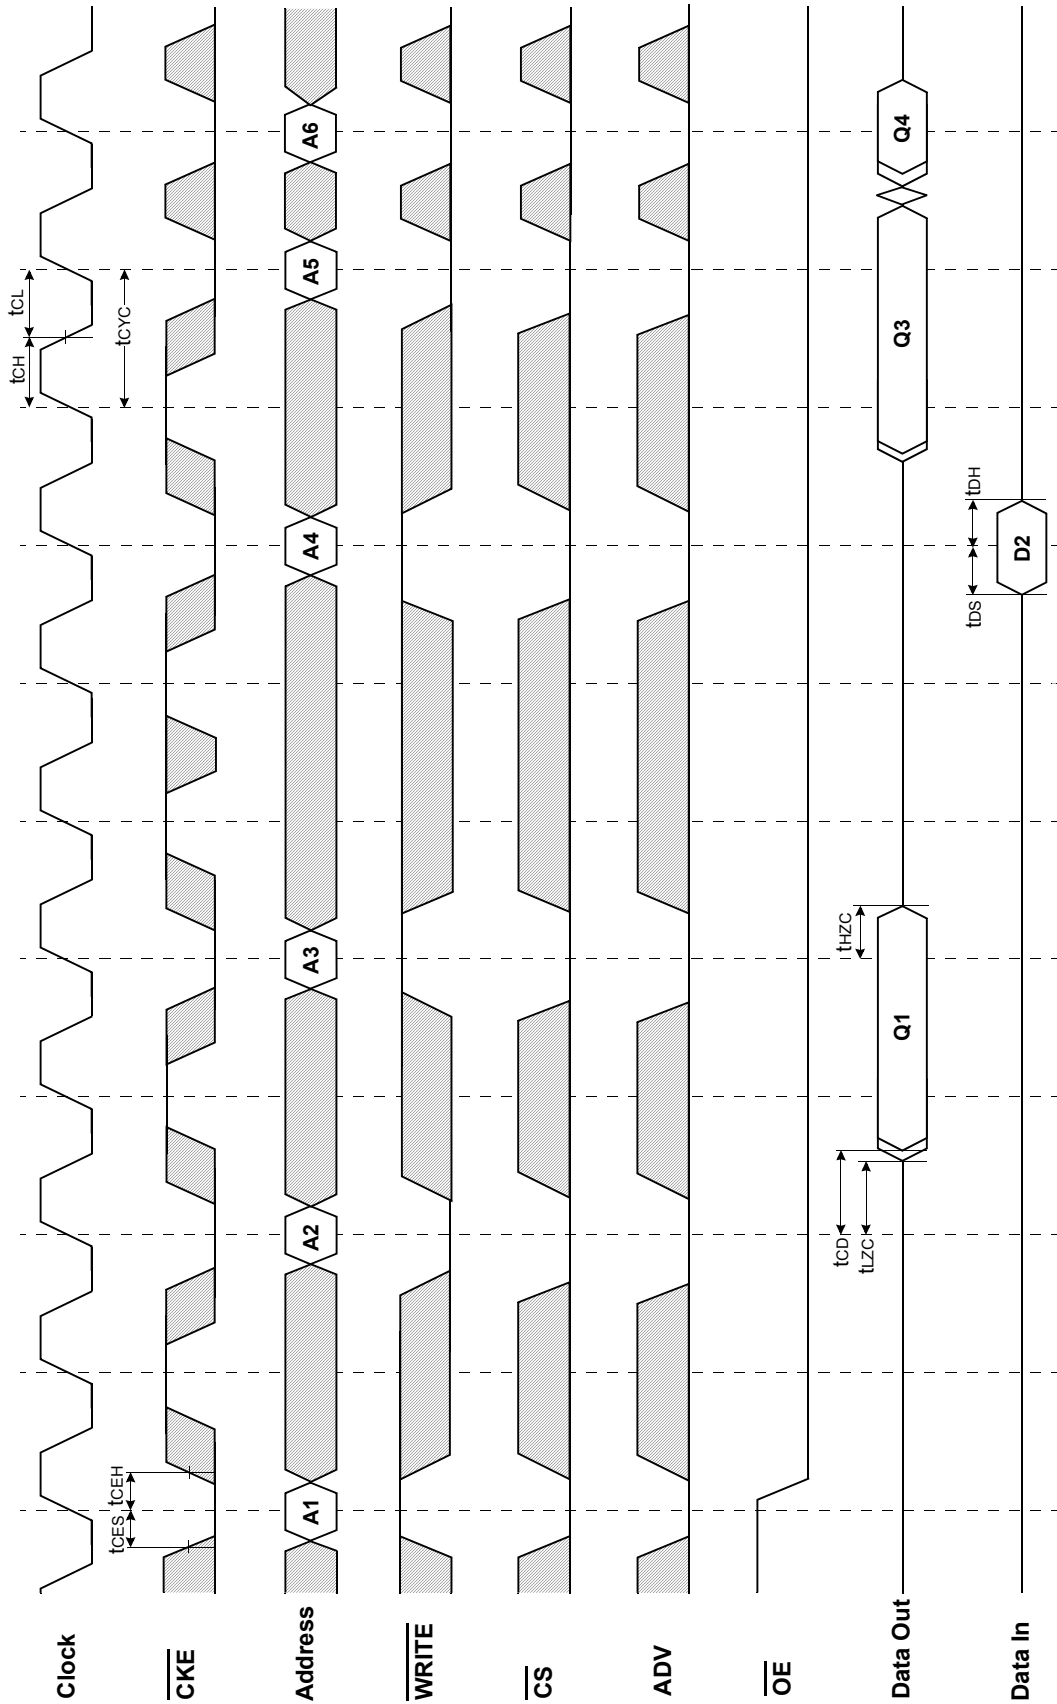 Clock
tCH
tCL
tCYC
CKE
tCES
tCEH
Address
A1
A2
A3
A4
A5
A6
WRITE
CS
ADV
OE
Data Out
tCD
tLZC
Q1
tHZC
Q3
Q4
Data In
tDS
tDH
D2